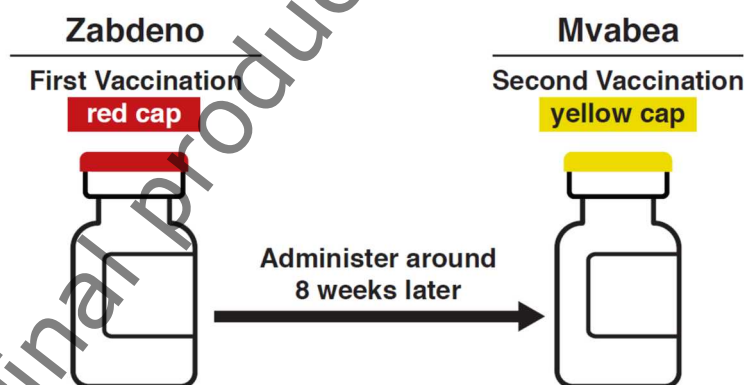 Zabdeno
First Vaccination
red cap
Mvabea
Second Vaccination
yellow cap
Administer around
8 weeks later